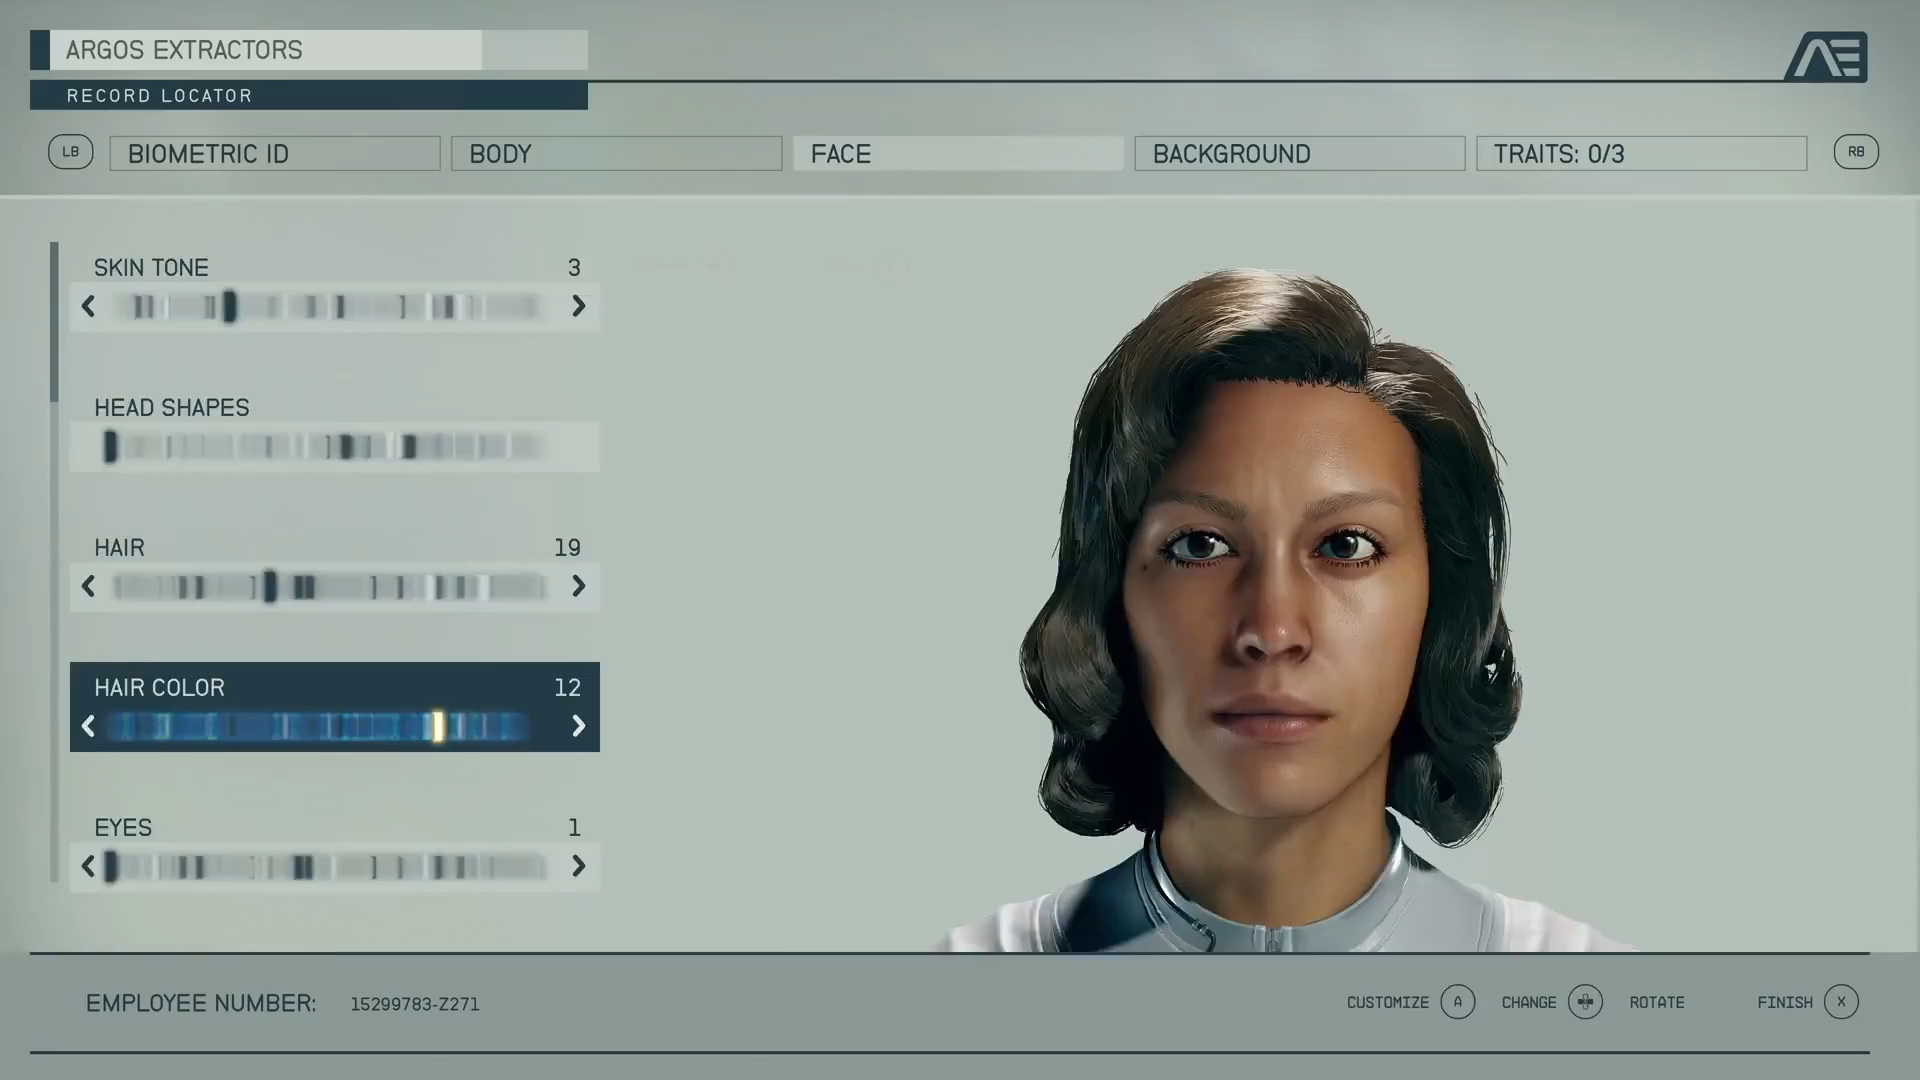 ARGOS EXTRACTORS
AE
RECORD LOCATOR
LB
BIOMETRIC ID
BODY
FACE
BACKGROUND
TRAITS: 0/3
RB
SKIN TONE 3
HEAD SHAPES
HAIR 19
HAIR COLOR 12
EYES 1
EMPLOYEE NUMBER: 15299783-Z271
CUSTOMIZE A CHANGE ROTATE FINISH X